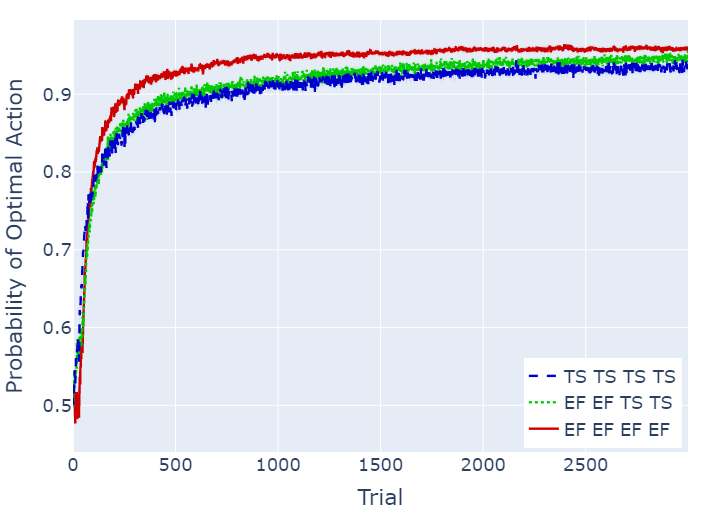 Probability of Optimal Action
0.9
0.8
0.7
0.6
0.5
TS TS TS TS
EF EF TS TS
EF EF EF EF
0 500 1000 1500 2000 2500
Trial